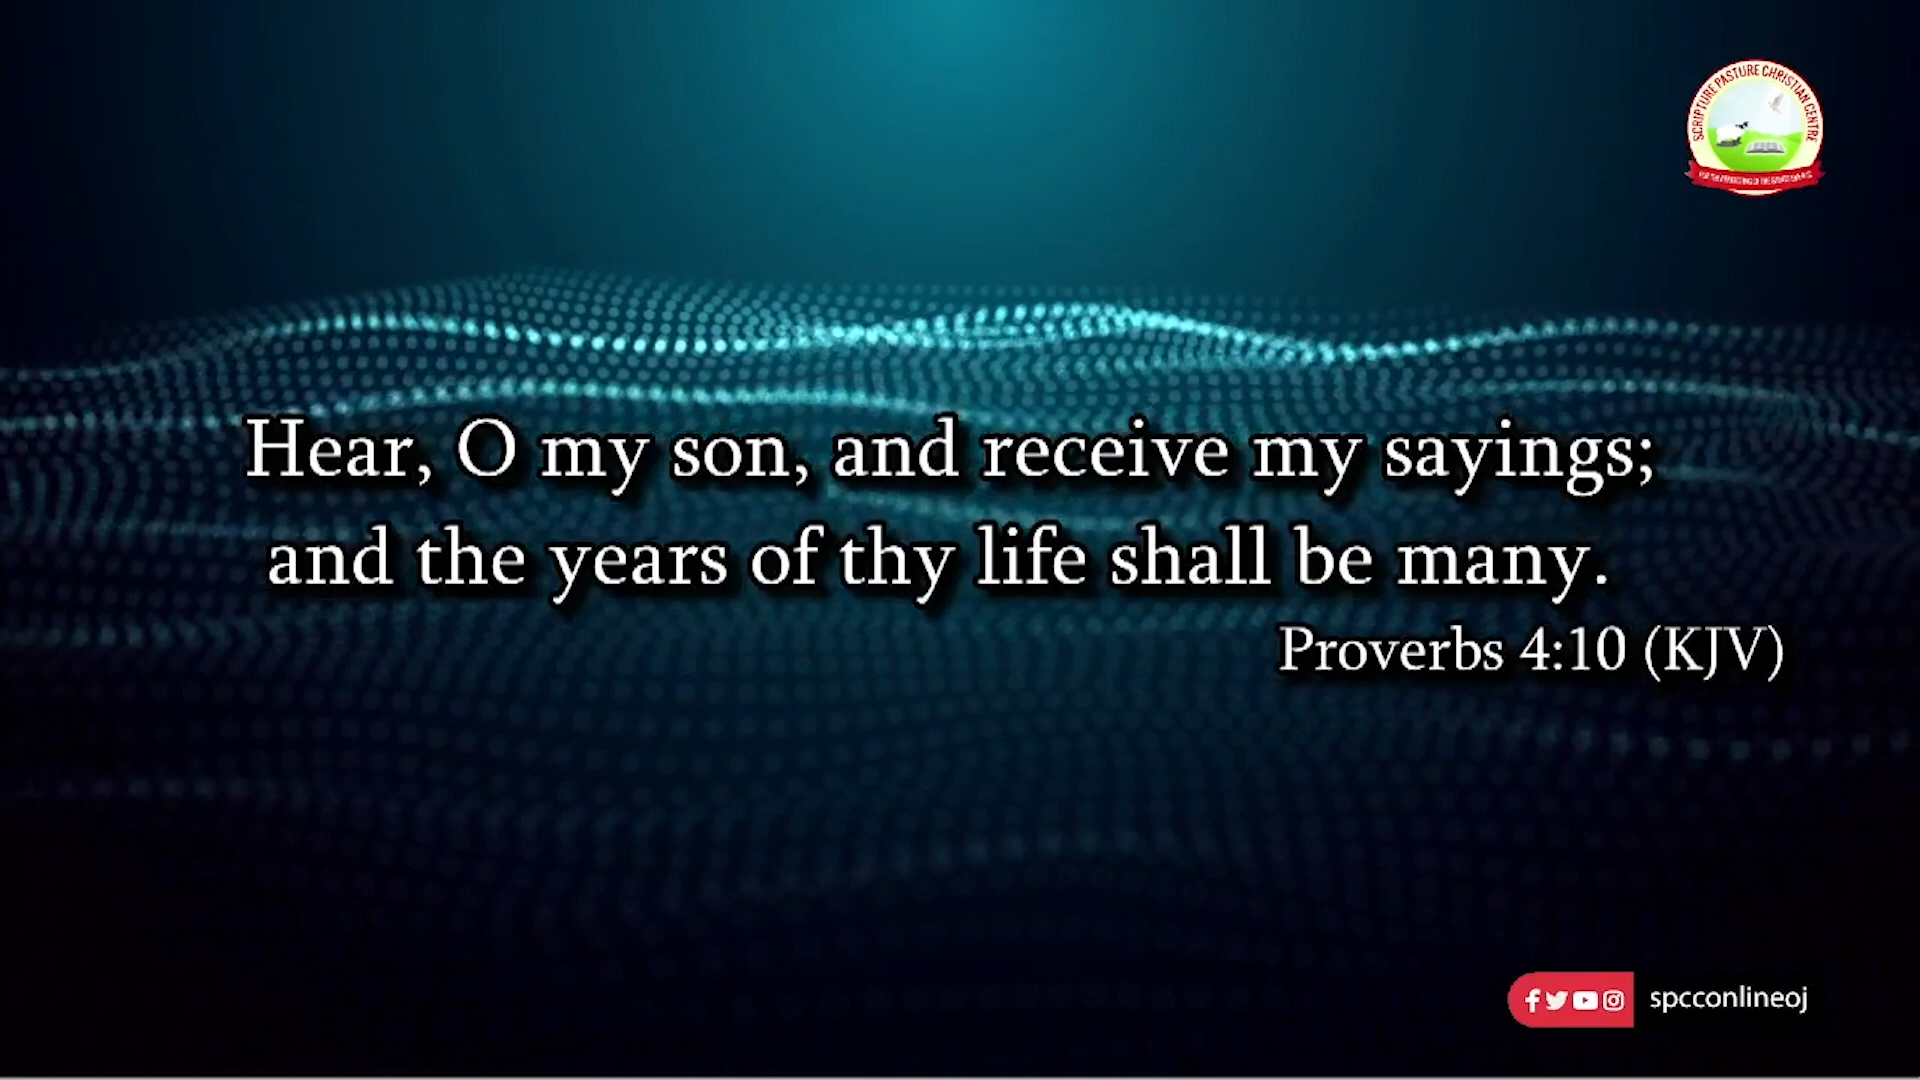 SCRIPTURE PASTURE CHRISTIAN CENTRE
Hear, O my son, and receive my sayings;
and the years of thy life shall be many.
Proverbs 4:10 (KJV)
spcconlineoj